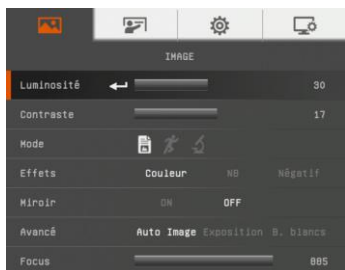 IMAGE
Luminosité 30
Contraste 17
Mode
Effets Couleur NB Négatif
Miroir ON OFF
Avancé Auto Image Exposition B. blancs
Focus 005